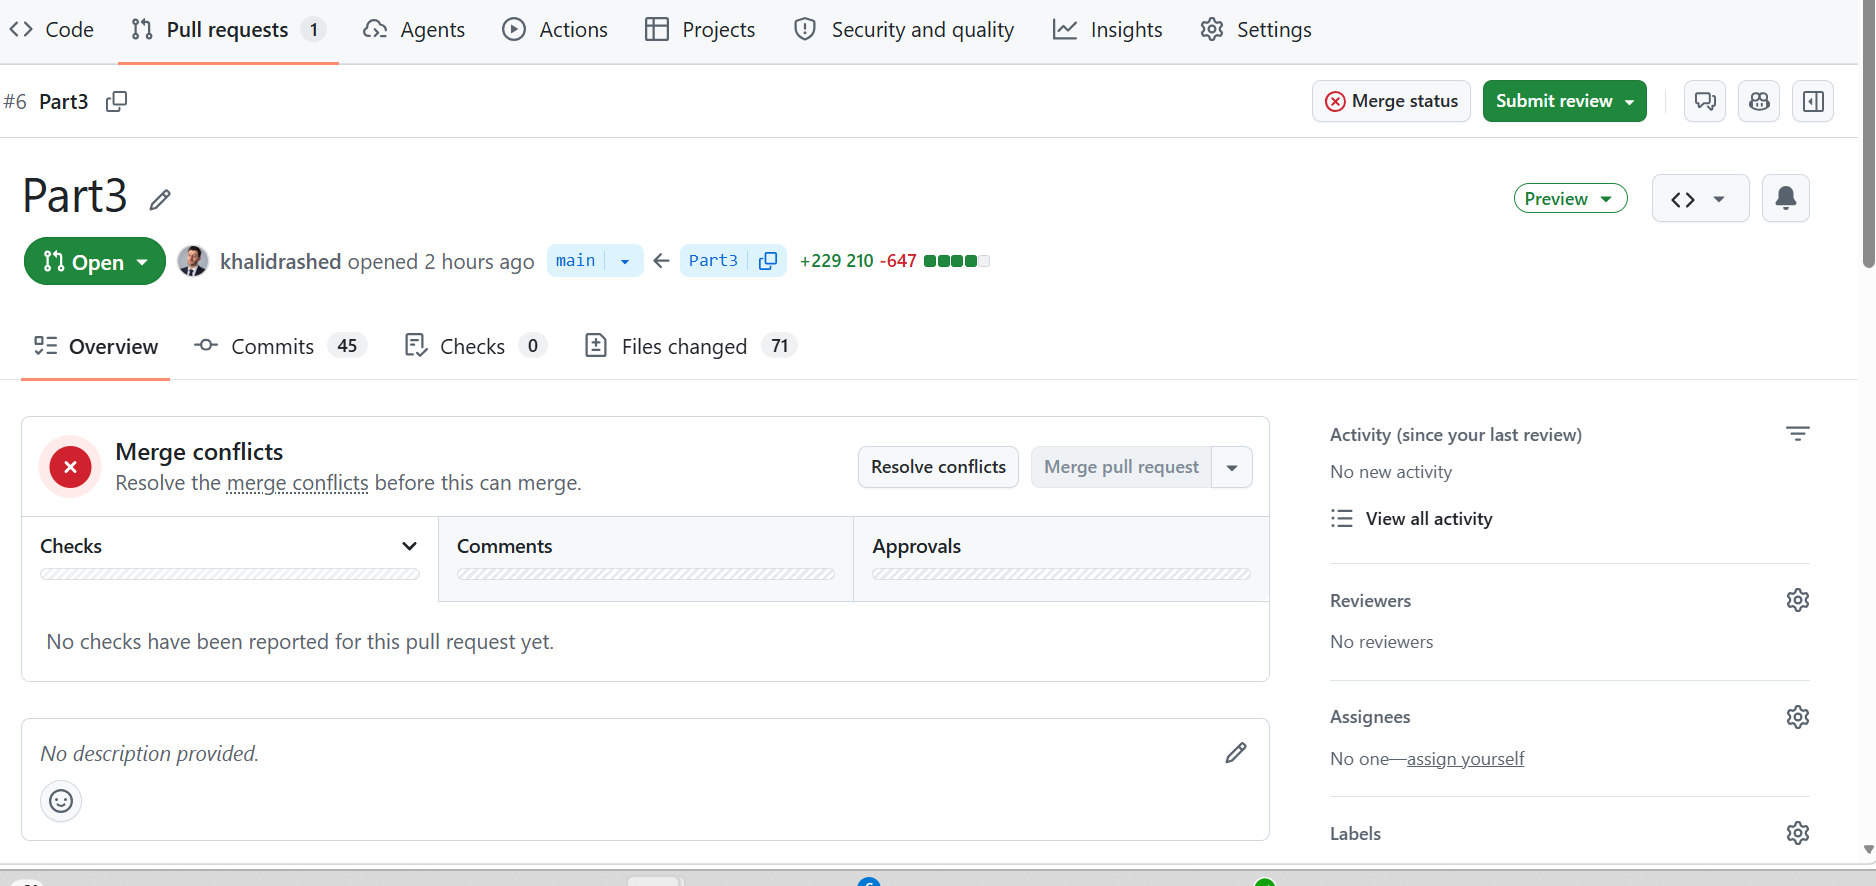 Code Pull requests 1 Agents Actions Projects Security and quality Insights Settings
#6 Part3 Merge status Submit review
Part3 Preview
Open khalidrashed opened 2 hours ago main Part3 +229 210 -647
Overview Commits 45 Checks 0 Files changed 71
Merge conflicts
Resolve the merge conflicts before this can merge.
Resolve conflicts Merge pull request
Checks Comments Approvals
No checks have been reported for this pull request yet.
No description provided.
Activity (since your last review)
No new activity
View all activity
Reviewers
No reviewers
Assignees
No one—assign yourself
Labels